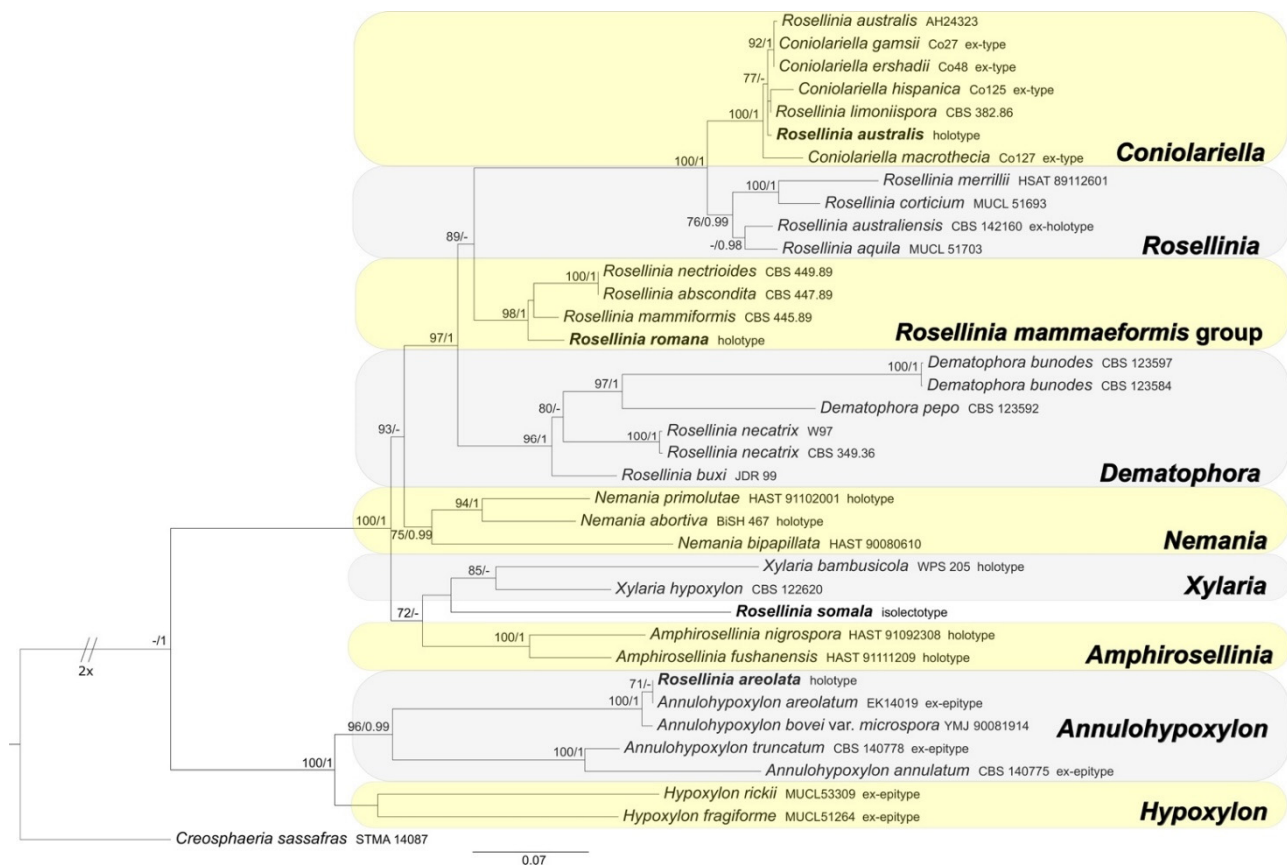 Rosellinia australis AH24323
92/1
Coniolariella gamsii Co27 ex-type
Coniolariella ershadii Co48 ex-type
77/-
Coniolariella hispanica Co125 ex-type
Rosellinia limoniispora CBS 382.86
100/1
Rosellinia australis holotype
Coniolariella
Coniolariella macrothecia Co127 ex-type
100/1
Rosellinia merrillii HSAT 89112601
100/1
Rosellinia corticium MUCL 51693
76/0.99
Rosellinia australiensis CBS 142160 ex-holotype
-/0.98
Rosellinia aquila MUCL 51703
Rosellinia
89/-
Rosellinia nectrioides CBS 449.89
100/1
Rosellinia abscondita CBS 447.89
98/1
Rosellinia mammiformis CBS 445.89
Rosellinia romana holotype
Rosellinia mammaeformis group
97/1
Dematophora bunodes CBS 123597
100/1
Dematophora bunodes CBS 123584
97/1
Dematophora pepo CBS 123592
80/-
Rosellinia necatrix W97
93/-
96/1
100/1
Rosellinia necatrix CBS 349.36
Rosellinia buxi JDR 99
Dematophora
Nemania primolutae HAST 91102001 holotype
94/1
Nemania abortiva BiSH 467 holotype
100/1
75/0.99
Nemania bipapillata HAST 90080610
Nemania
Xylaria bambusicola WPS 205 holotype
85/-
Xylaria hypoxylon CBS 122620
Xylaria
72/-
Rosellinia somala isolectotype
-/1
100/1
Amphirosellinia nigrospora HAST 91092308 holotype
Amphirosellinia fushanensis HAST 91111209 holotype
Amphirosellinia
2x
71/-
Rosellinia areolata holotype
100/1
Annulohypoxylon areolatum EK14019 ex-epitype
96/0.99
Annulohypoxylon bovei var. microspora YMJ 90081914
Annulohypoxylon
100/1
Annulohypoxylon truncatum CBS 140778 ex-epitype
100/1
Annulohypoxylon annulatum CBS 140775 ex-epitype
Hypoxylon rickii MUCL53309 ex-epitype
Hypoxylon
Hypoxylon fragiforme MUCL51264 ex-epitype
Creosphaeria sassafras STMA 14087
0.07